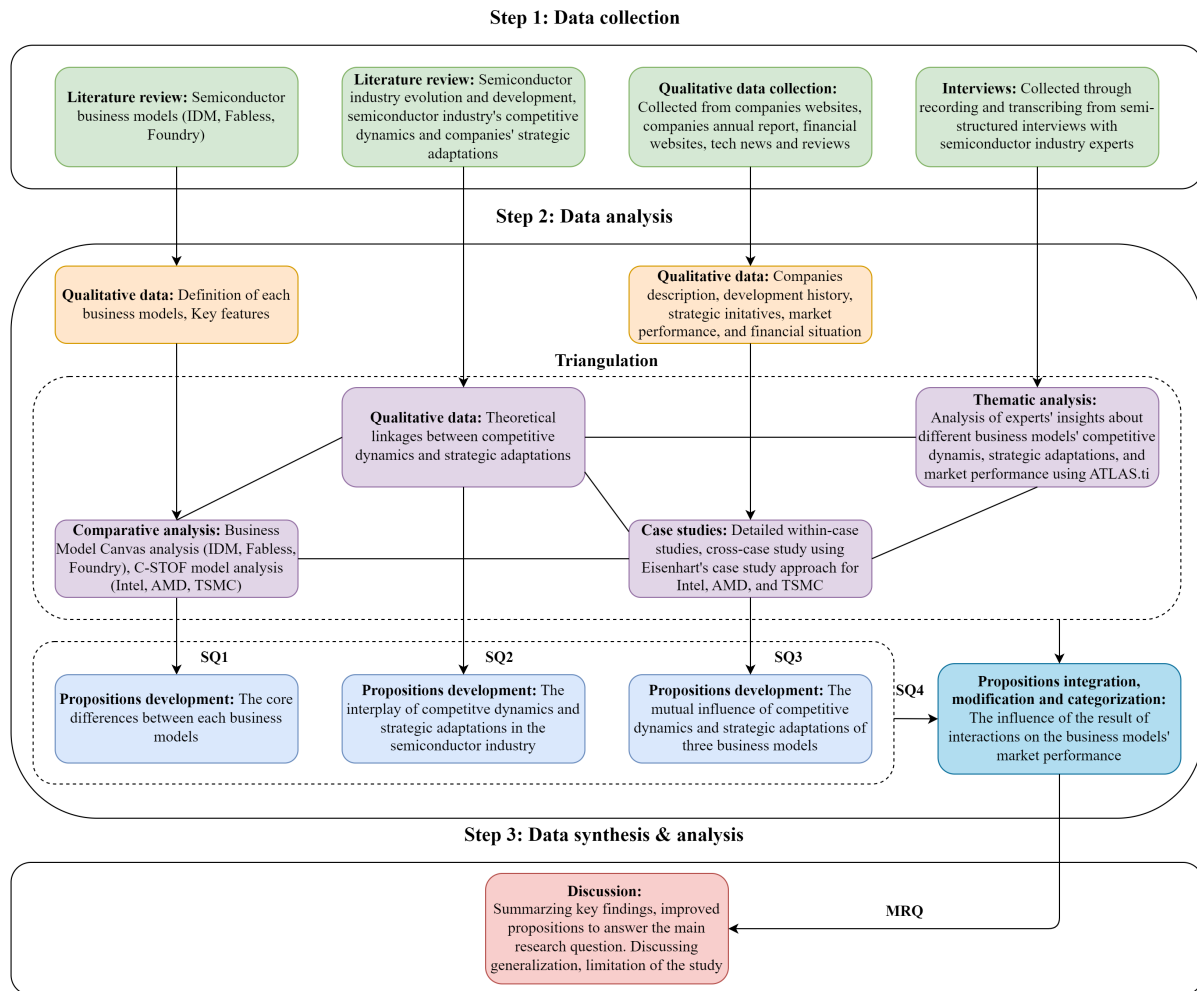 Step 1: Data collection
Literature review: Semiconductor
business models (IDM, Fabless,
Foundry)
Literature review: Semiconductor
industry evolution and development,
semiconductor industry's competitive
dynamics and companies' strategic
adaptations
Qualitative data collection:
Collected from companies websites,
companies annual report, financial
websites, tech news and reviews
Interviews: Collected through
recording and transcribing from semi-
structured interviews with
semiconductor industry experts
Step 2: Data analysis
Qualitative data: Definition of each
business models, Key features
Qualitative data: Companies
description, development history,
strategic initatives, market
performance, and financial situation
Triangulation
Qualitative data: Theoretical
linkages between competitive
dynamics and strategic adaptations
Thematic analysis:
Analysis of experts' insights about
different business models' competitive
dynamis, strategic adaptations, and
market performance using ATLAS.ti
Comparative analysis: Business
Model Canvas analysis (IDM, Fabless,
Foundry), C-STOF model analysis
(Intel, AMD, TSMC)
Case studies: Detailed within-case
studies, cross-case study using
Eisenhart's case study approach for
Intel, AMD, and TSMC
SQ1
SQ2
SQ3
Propositions development: The core
differences between each business
models
Propositions development: The
interplay of competitve dynamics and
strategic adaptations in the
semiconductor industry
Propositions development: The
mutual influence of competitive
dynamics and strategic adaptations of
three business models
SQ4
Propositions integration,
modification and categorization:
The influence of the result of
interactions on the business models'
market performance
Step 3: Data synthesis & analysis
Discussion:
Summarzing key findings, improved
propositions to answer the main
research question. Discussing
generalization, limitation of the study
MRQ